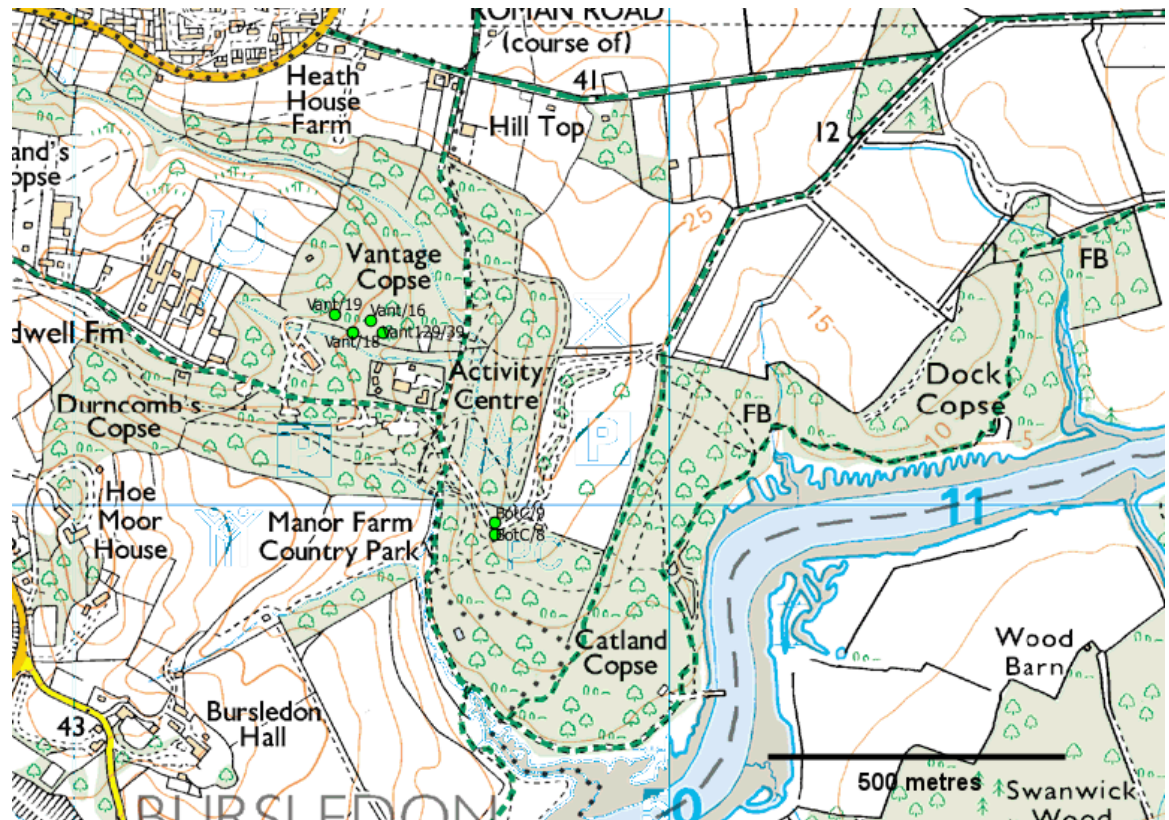 ROMAN ROAD
(course of)
41
Heath
House
Farm
Hill Top
12
and's
opse
25
Vantage
Copse
FB
Vant/19
Vant/16
15
Vant/18
Vant129/39
dwell Fm
Activity
Centre
Dock
Copse
Durncomb's
Copse
FB
10
5
Hoe
Moor
House
11
BotC/9
BotC/8
Manor Farm
Country Park
Catland
Copse
Wood
Barn
Bursledon
Hall
43
500 metres
Swanwick
Wood
BURSLEDON